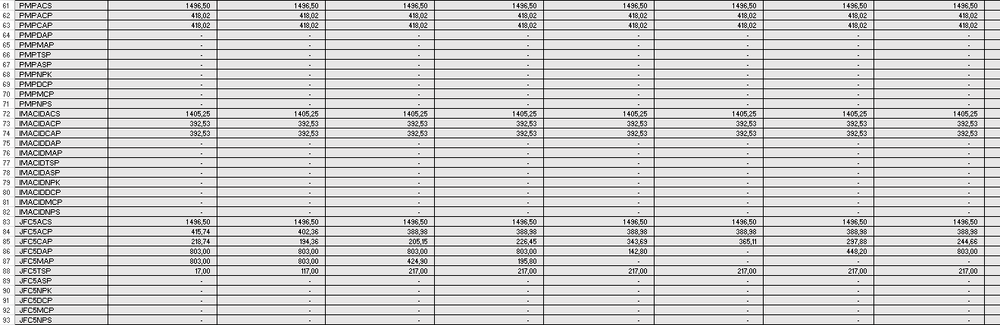 61 PMPACS 1496,50 1496,50 1496,50 1496,50 1496,50 1496,50 1496,50 1496,50
62 PMPACP 418,02 418,02 418,02 418,02 418,02 418,02 418,02 418,02
63 PMPCAP 418,02 418,02 418,02 418,02 418,02 418,02 418,02 418,02
64 PMPDAP - - - - - - - -
65 PMPMAP - - - - - - - -
66 PMPTSP - - - - - - - -
67 PMPASP - - - - - - - -
68 PMPNPK - - - - - - - -
69 PMPDCP - - - - - - - -
70 PMPMCP - - - - - - - -
71 PMPNPS - - - - - - - -
72 IMACIDACS 1405,25 1405,25 1405,25 1405,25 1405,25 1405,25 1405,25 1405,25
73 IMACIDACP 392,53 392,53 392,53 392,53 392,53 392,53 392,53 392,53
74 IMACIDCAP 392,53 392,53 392,53 392,53 392,53 392,53 392,53 392,53
75 IMACIDDAP - - - - - - - -
76 IMACIDMAP - - - - - - - -
77 IMACIDTSP - - - - - - - -
78 IMACIDASP - - - - - - - -
79 IMACIDNPK - - - - - - - -
80 IMACIDDCP - - - - - - - -
81 IMACIDMCP - - - - - - - -
82 IMACIDNPS - - - - - - - -
83 JFC5ACS 1496,50 1496,50 1496,50 1496,50 1496,50 1496,50 1496,50 1496,50
84 JFC5ACP 415,74 402,36 388,98 388,98 388,98 388,98 388,98 388,98
85 JFC5CAP 218,74 194,36 205,15 226,45 343,69 365,11 297,88 244,66
86 JFC5DAP 803,00 803,00 803,00 803,00 142,80 - 448,20 803,00
87 JFC5MAP 803,00 803,00 424,90 195,80 - - - -
88 JFC5TSP 17,00 117,00 217,00 217,00 217,00 217,00 217,00 217,00
89 JFC5ASP - - - - - - - -
90 JFC5NPK - - - - - - - -
91 JFC5DCP - - - - - - - -
92 JFC5MCP - - - - - - - -
93 JFC5NPS - - - - - - - -